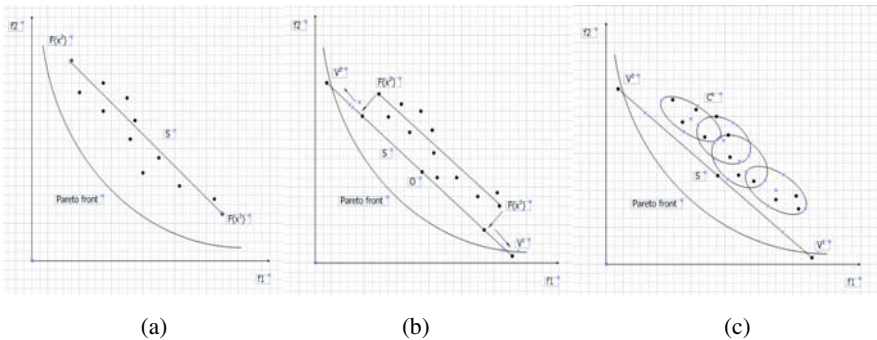 f2
F(x²)
S
Pareto front
F(x¹)
f1
(a)
f2
V²
F(x²)
S
O
Pareto front
F(x¹)
V¹
f1
(b)
f2
V²
Cᵏ
S
Pareto front
V¹
f1
(c)